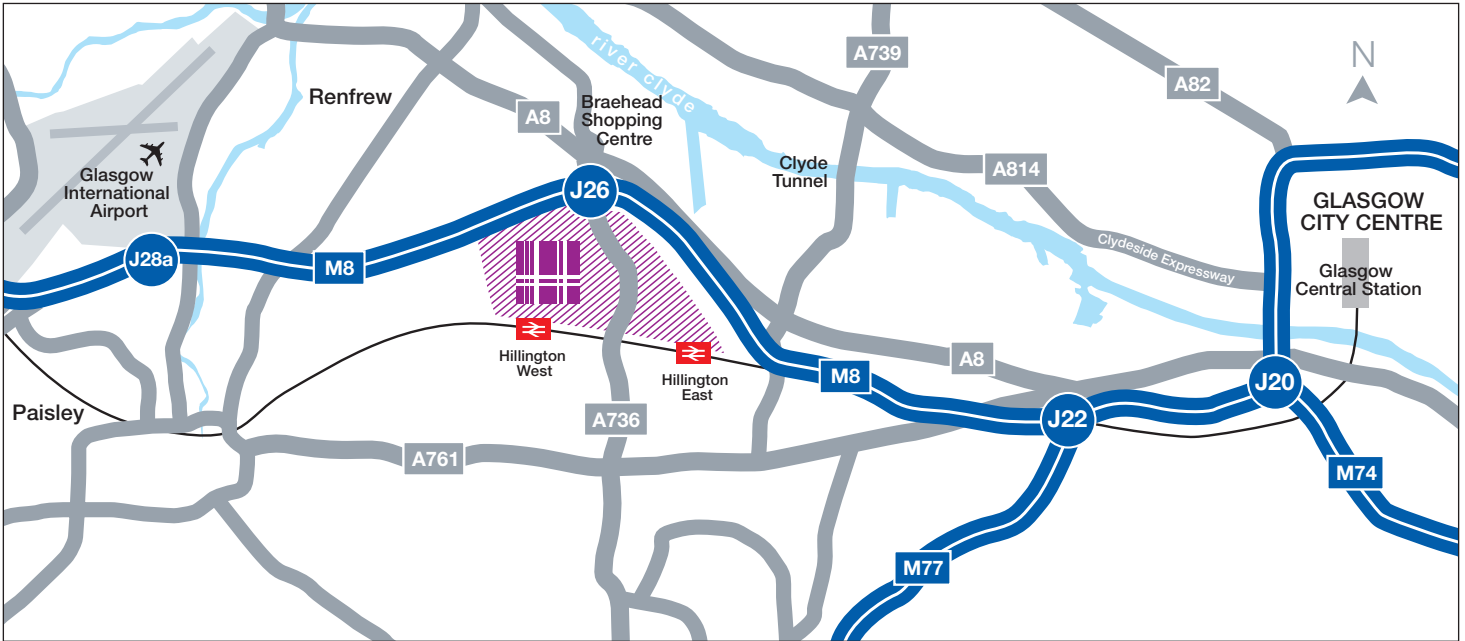 river clyde
A739
A82
N
Renfrew
A8
Braehead
Shopping
Centre
Glasgow
International
Airport
Clyde
Tunnel
A814
J26
GLASGOW
CITY CENTRE
J28a
M8
Clydeside Expressway
Glasgow
Central Station
Hillington
West
Hillington
East
M8
A8
J20
Paisley
A736
J22
A761
M74
M77